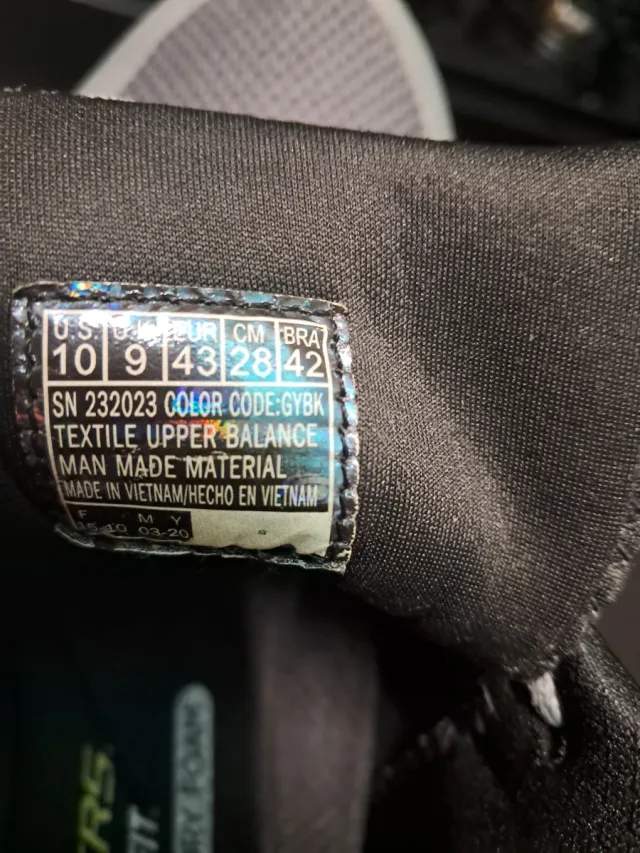 U.S. U.K. EUR CM BRA
10 9 43 28 42
SN 232023 COLOR CODE:GYBK
TEXTILE UPPER BALANCE
MAN MADE MATERIAL
MADE IN VIETNAM/HECHO EN VIETNAM
F M Y
03-20